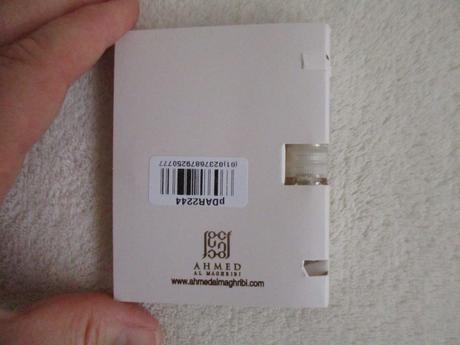 pDAR2244
(01)02376879250777
AHMED
AL MAGHRIBI
www.ahmedalmaghribi.com